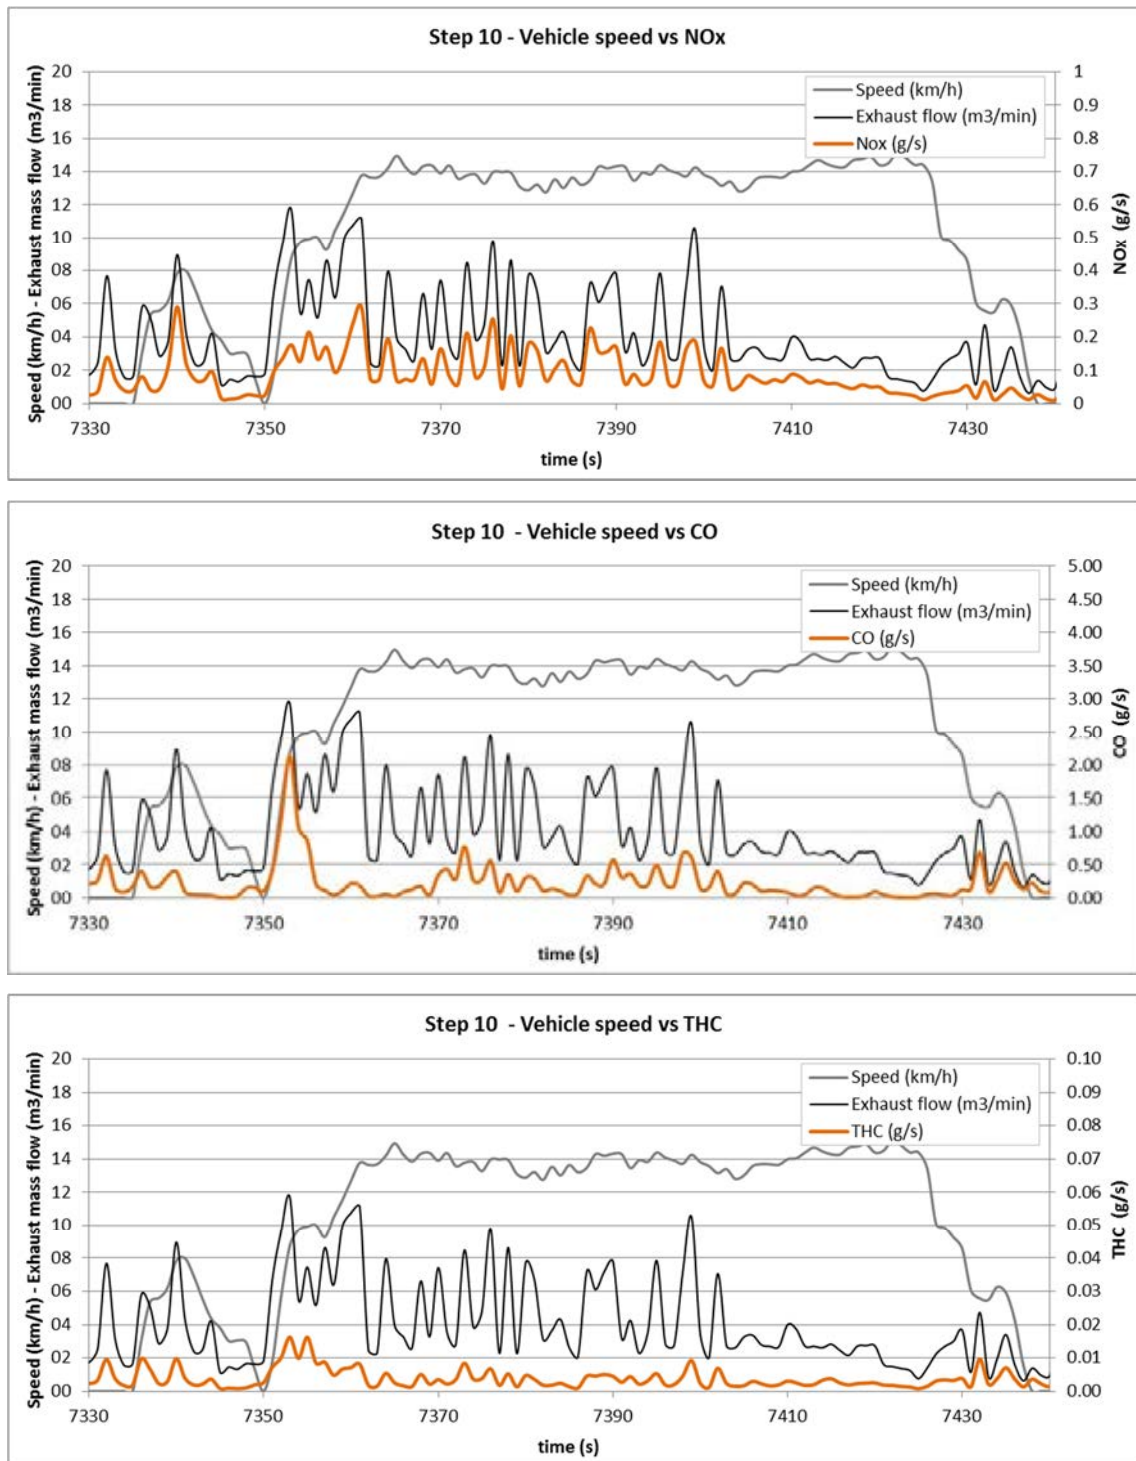 Step 10 - Vehicle speed vs NOx
Speed (km/h) - Exhaust mass flow (m3/min)
20
18
16
14
12
10
08
06
04
02
00
Speed (km/h)
Exhaust flow (m3/min)
Nox (g/s)
1
0.9
0.8
0.7
0.6
0.5
0.4
0.3
0.2
0.1
0
NOx (g/s)
7330 7350 7370 7390 7410 7430
time (s)
Step 10 - Vehicle speed vs CO
Speed (km/h) - Exhaust mass flow (m3/min)
20
18
16
14
12
10
08
06
04
02
00
Speed (km/h)
Exhaust flow (m3/min)
CO (g/s)
5.00
4.50
4.00
3.50
3.00
2.50
2.00
1.50
1.00
0.50
0.00
CO (g/s)
7330 7350 7370 7390 7410 7430
time (s)
Step 10 - Vehicle speed vs THC
Speed (km/h) - Exhaust mass flow (m3/min)
20
18
16
14
12
10
08
06
04
02
00
Speed (km/h)
Exhaust flow (m3/min)
THC (g/s)
0.10
0.09
0.08
0.07
0.06
0.05
0.04
0.03
0.02
0.01
0.00
THC (g/s)
7330 7350 7370 7390 7410 7430
time (s)